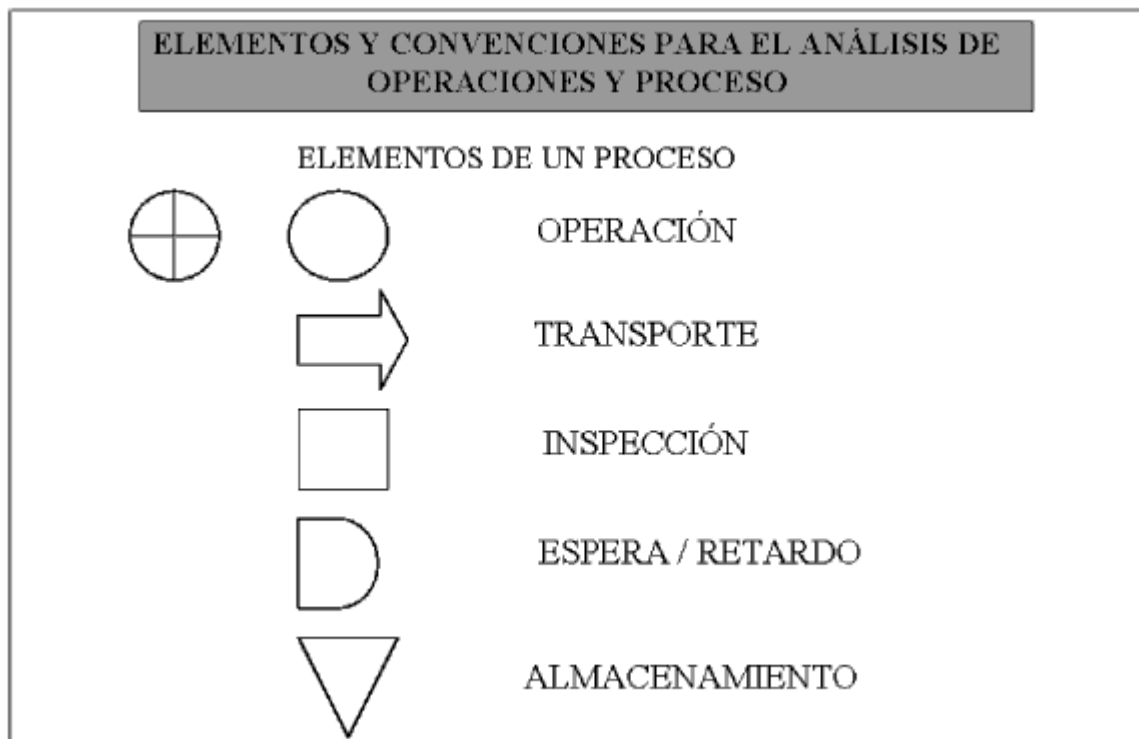 ELEMENTOS Y CONVENCIONES PARA EL ANÁLISIS DE
OPERACIONES Y PROCESO
ELEMENTOS DE UN PROCESO
OPERACIÓN
TRANSPORTE
INSPECCIÓN
ESPERA / RETARDO
ALMACENAMIENTO